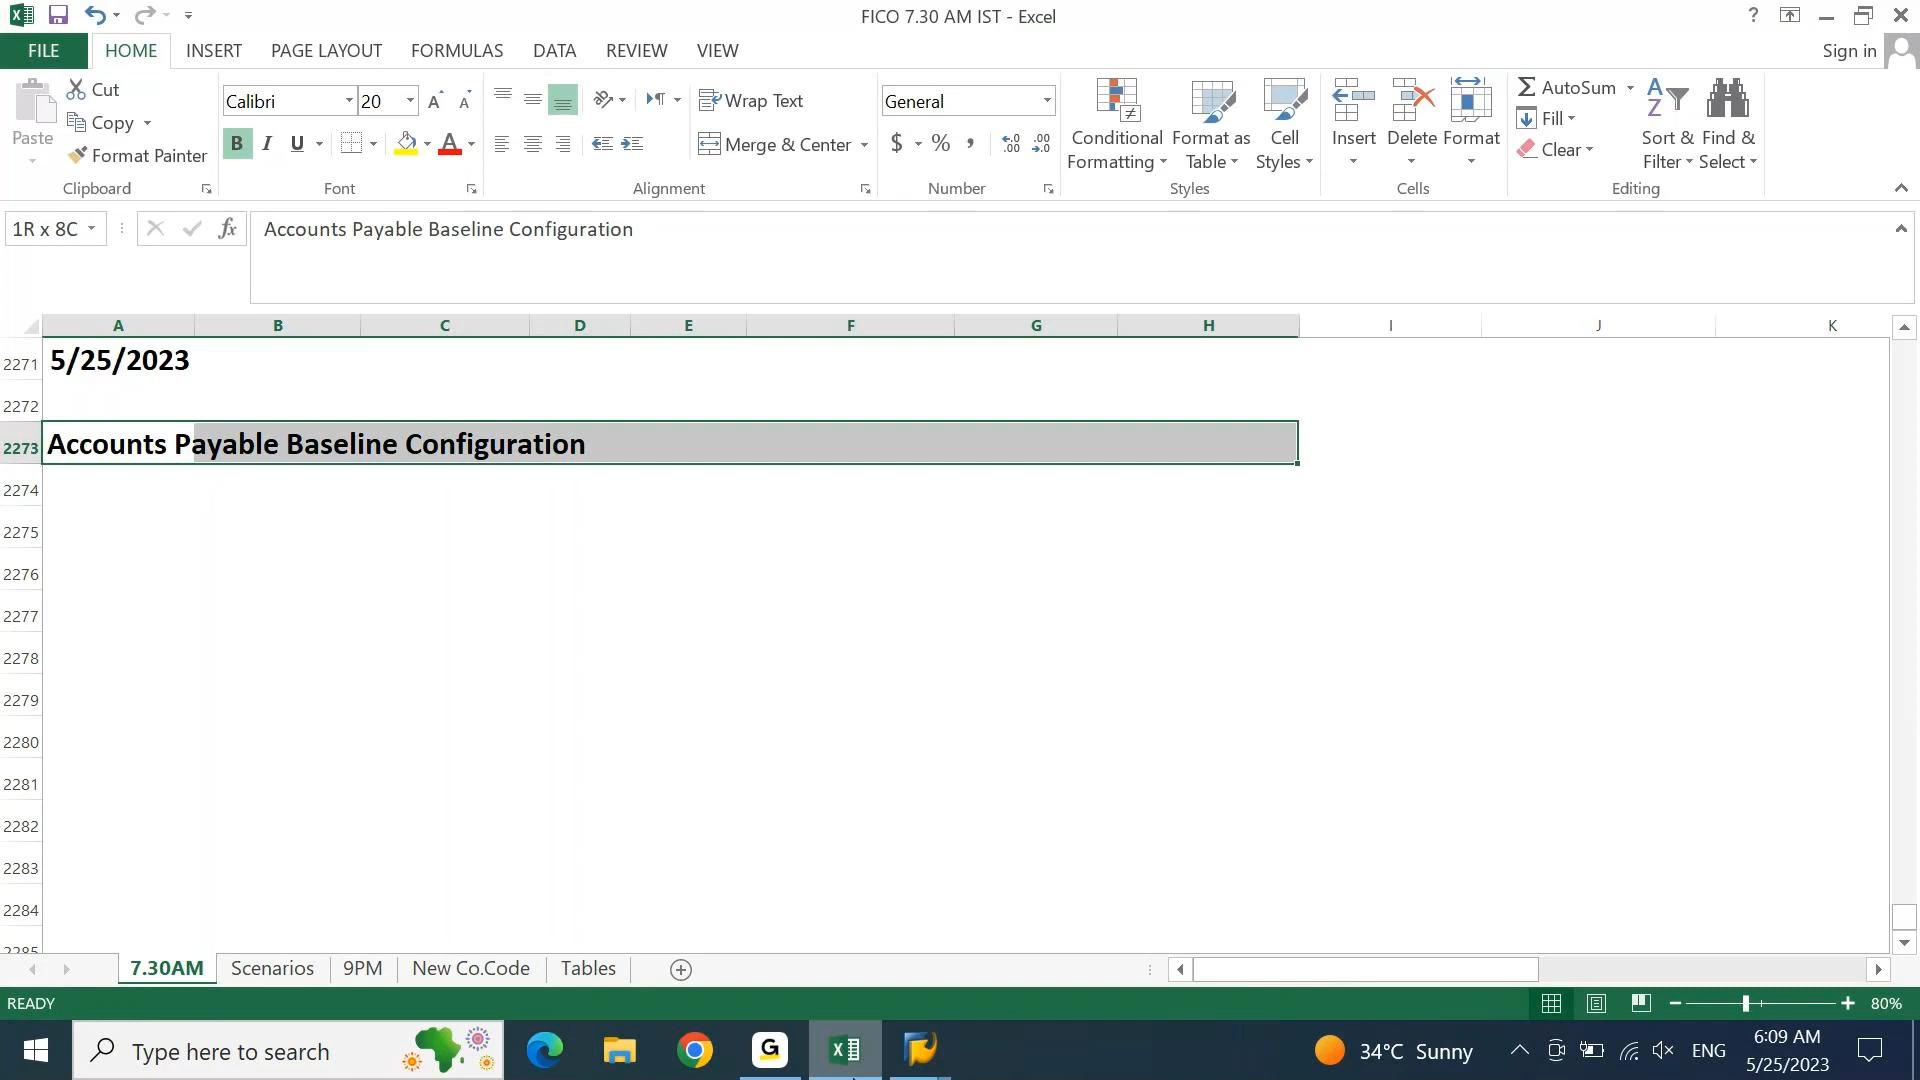 FICO 7.30 AM IST - Excel
?
FILE HOME INSERT PAGE LAYOUT FORMULAS DATA REVIEW VIEW Sign in
Paste
Cut
Copy
Format Painter
Clipboard
Calibri 20
B I U
Font
Wrap Text
Merge & Center
Alignment
General
$ % ,
Number
Conditional Formatting
Format as Table
Cell Styles
Styles
Insert Delete Format
Cells
AutoSum
Fill
Clear
Sort & Filter
Find & Select
Editing
1R x 8C
fx
Accounts Payable Baseline Configuration
A B C D E F G H I J K
2271 5/25/2023
2272
2273 Accounts Payable Baseline Configuration
2274
2275
2276
2277
2278
2279
2280
2281
2282
2283
2284
2285
7.30AM Scenarios 9PM New Co.Code Tables
READY
80%
Type here to search
34°C Sunny
ENG
6:09 AM
5/25/2023